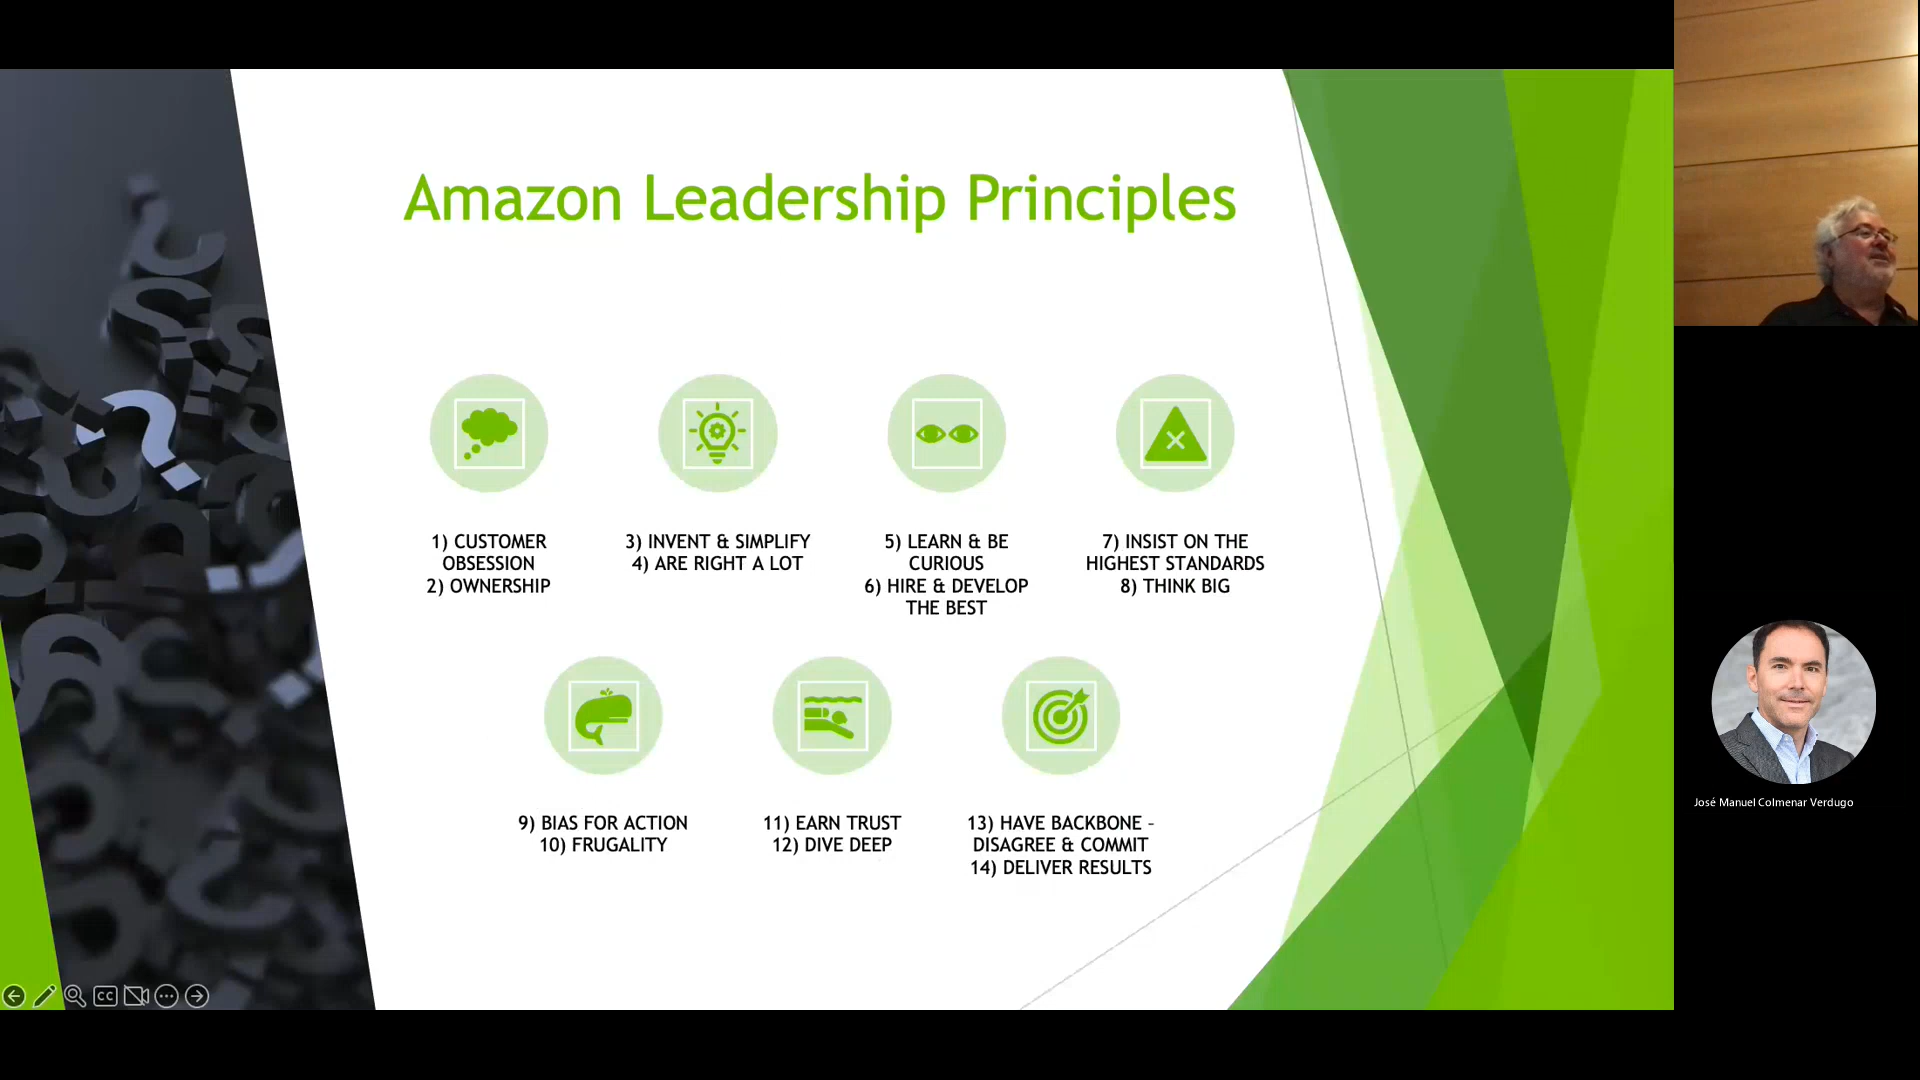 Amazon Leadership Principles
1) CUSTOMER
OBSESSION
2) OWNERSHIP
3) INVENT & SIMPLIFY
4) ARE RIGHT A LOT
5) LEARN & BE
CURIOUS
6) HIRE & DEVELOP
THE BEST
7) INSIST ON THE
HIGHEST STANDARDS
8) THINK BIG
9) BIAS FOR ACTION
10) FRUGALITY
11) EARN TRUST
12) DIVE DEEP
13) HAVE BACKBONE -
DISAGREE & COMMIT
14) DELIVER RESULTS
CC
José Manuel Colmenar Verdugo